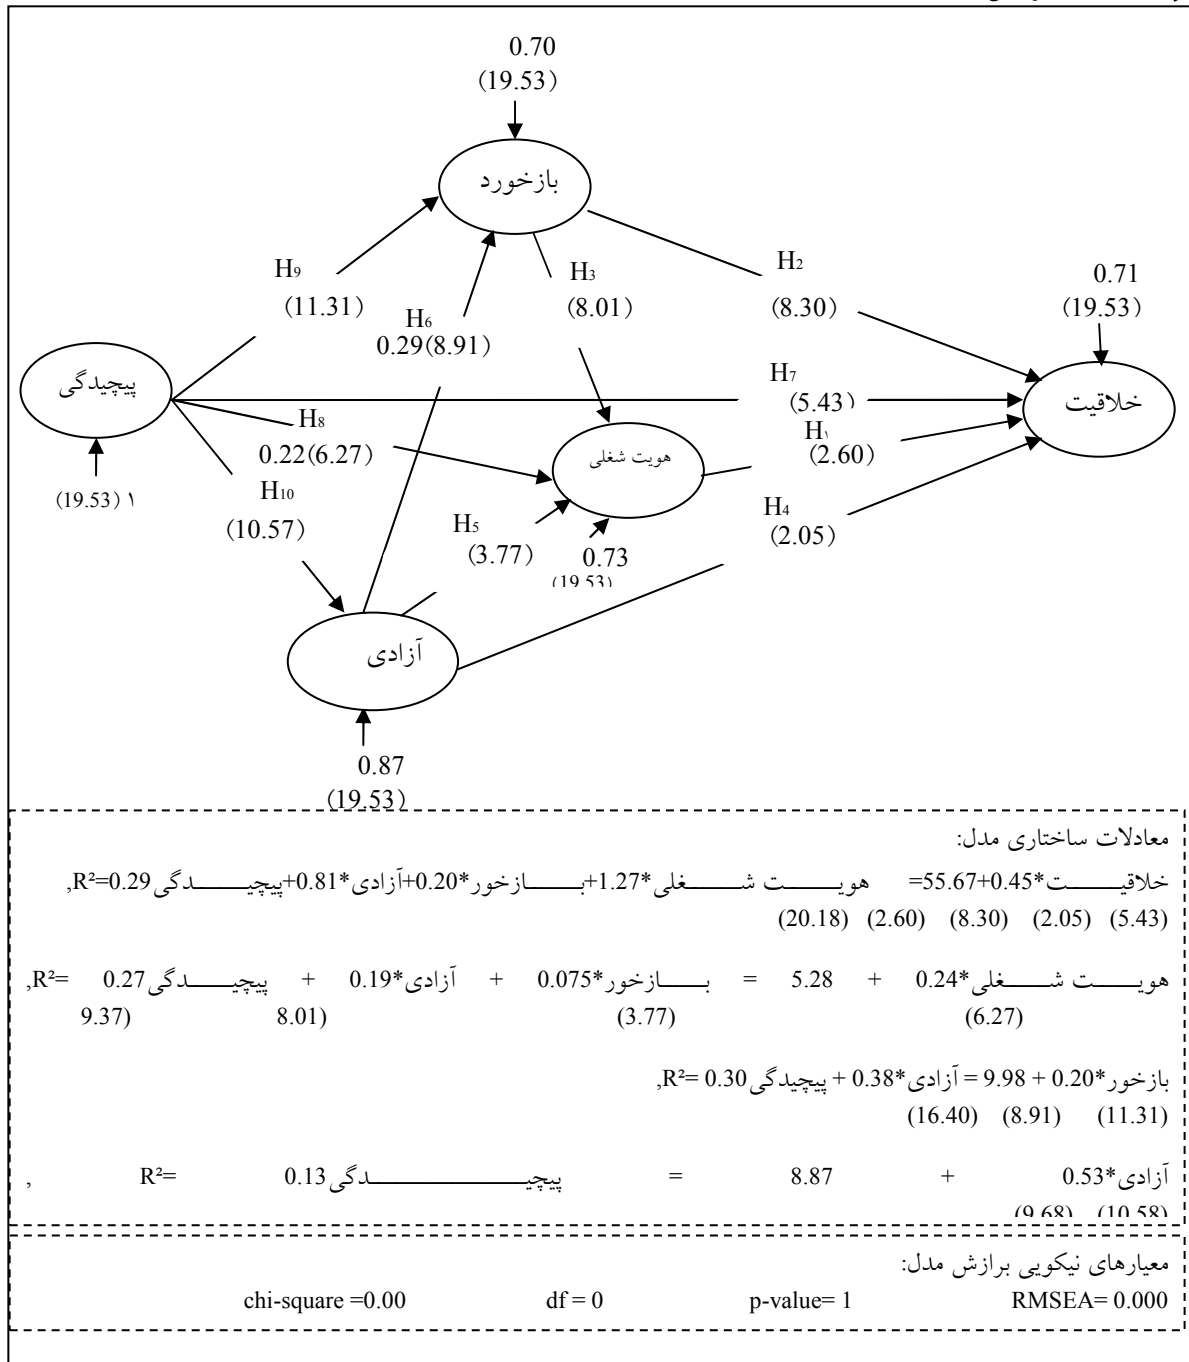 0.70
(19.53)
بازخورد
H9
(11.31)
H6
0.29(8.91)
H3
(8.01)
H2
(8.30)
0.71
(19.53)
پیچیدگی
(19.53) ۱
H8
0.22(6.27)
H10
(10.57)
هویت شغلی
H7
(5.43)
H۱
(2.60)
خلاقیت
H5
(3.77)
0.73
(19.53)
H4
(2.05)
آزادی
0.87
(19.53)
معادلات ساختاری مدل:
خلاقیت*0.45+55.67= هویت شغلی*1.27+بازخور*0.20+آزادی*0.81+پیچیدگی R²=0.29,
(20.18) (2.60) (8.30) (2.05) (5.43)
هویت شغلی*0.24 + 5.28 = بازخور*0.075 + آزادی*0.19 + پیچیدگی 0.27 R²=,
9.37) 8.01) (3.77) (6.27)
بازخور*0.20 + 9.98 = آزادی*0.38 + پیچیدگی R²= 0.30,
(16.40) (8.91) (11.31)
آزادی*0.53 + 8.87 = پیچیدگی 0.13 R²= ,
(9.68) (10.58)
معیارهای نیکویی برازش مدل:
chi-square =0.00 df = 0 p-value= 1 RMSEA= 0.000